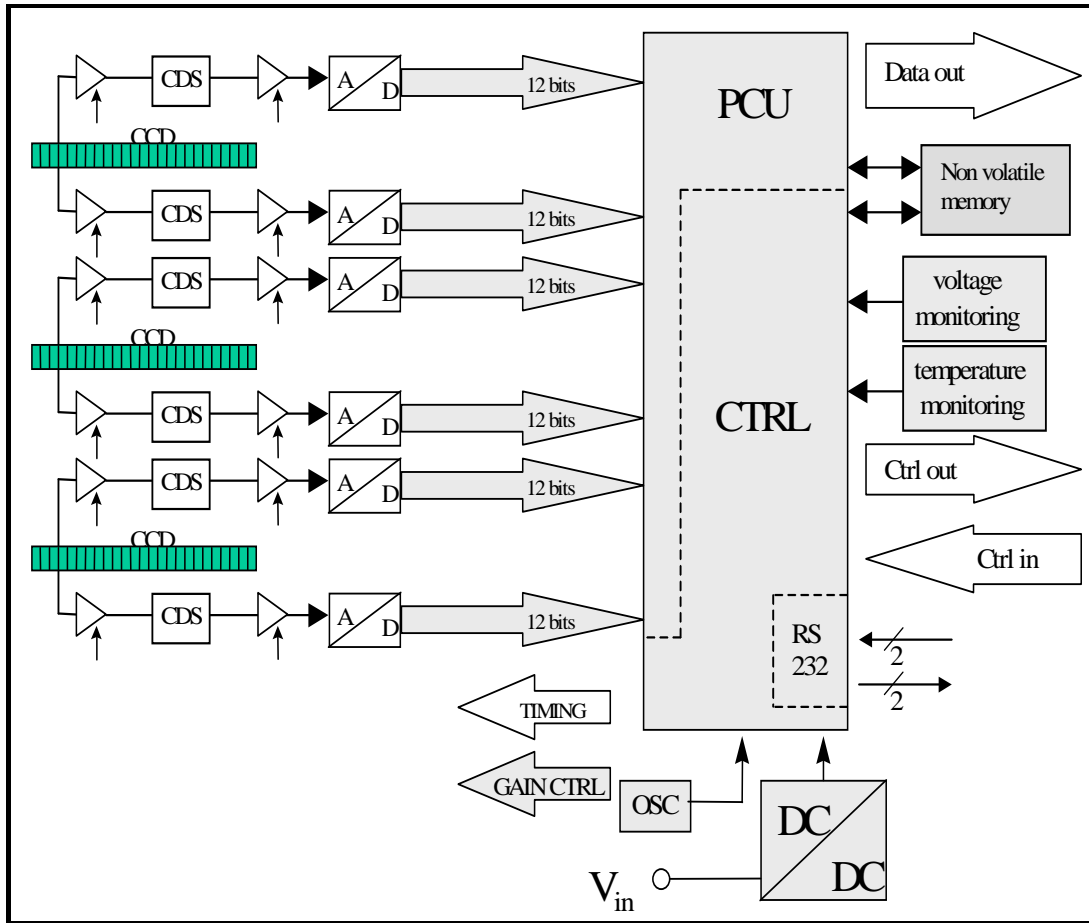 CDS
A
D
12 bits
CCD
CDS
A
D
12 bits
CDS
A
D
12 bits
CCD
CDS
A
D
12 bits
CDS
A
D
12 bits
CCD
CDS
A
D
12 bits
PCU
CTRL
RS
232
Data out
Non volatile
memory
voltage
monitoring
temperature
monitoring
Ctrl out
Ctrl in
2
2
TIMING
GAIN CTRL
OSC
DC
DC
Vin